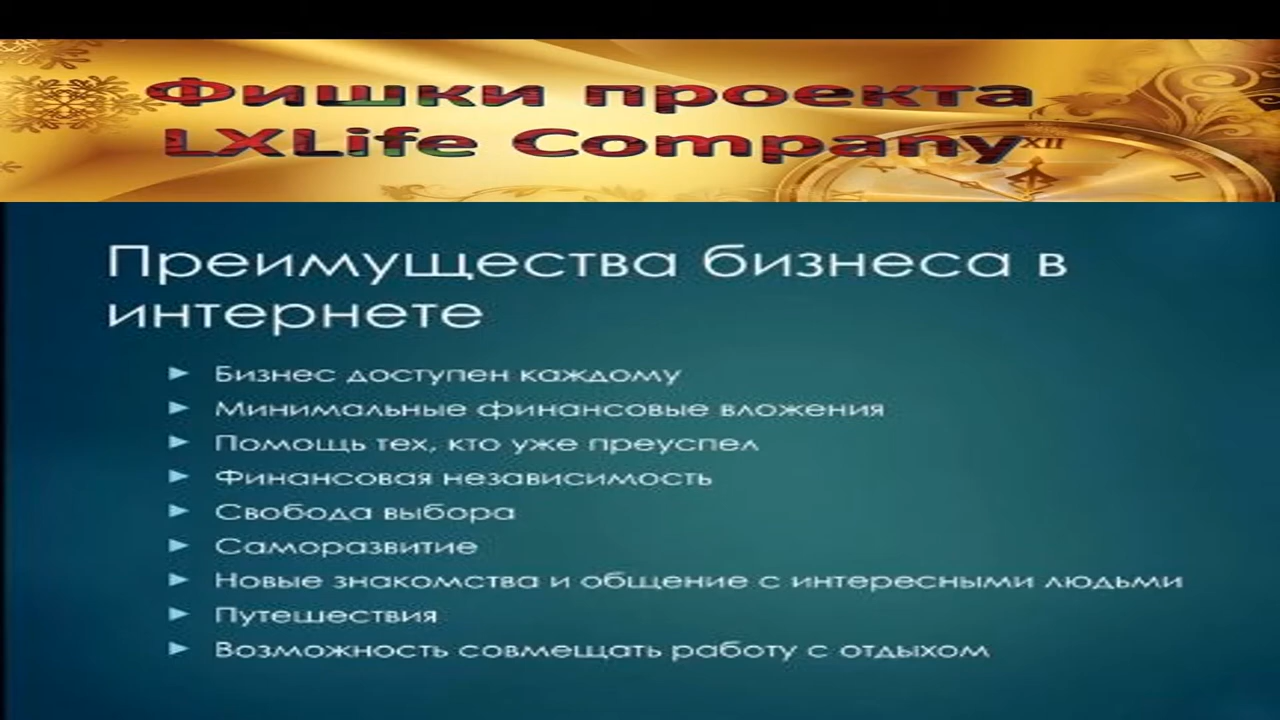 Фишки проекта
LXLife Company
XII
I
II
Преимущества бизнеса в
интернете
Бизнес доступен каждому
Минимальные финансовые вложения
Помощь тех, кто уже преуспел
Финансовая независимость
Свобода выбора
Саморазвитие
Новые знакомства и общение с интересными людьми
Путешествия
Возможность совмещать работу с отдыхом